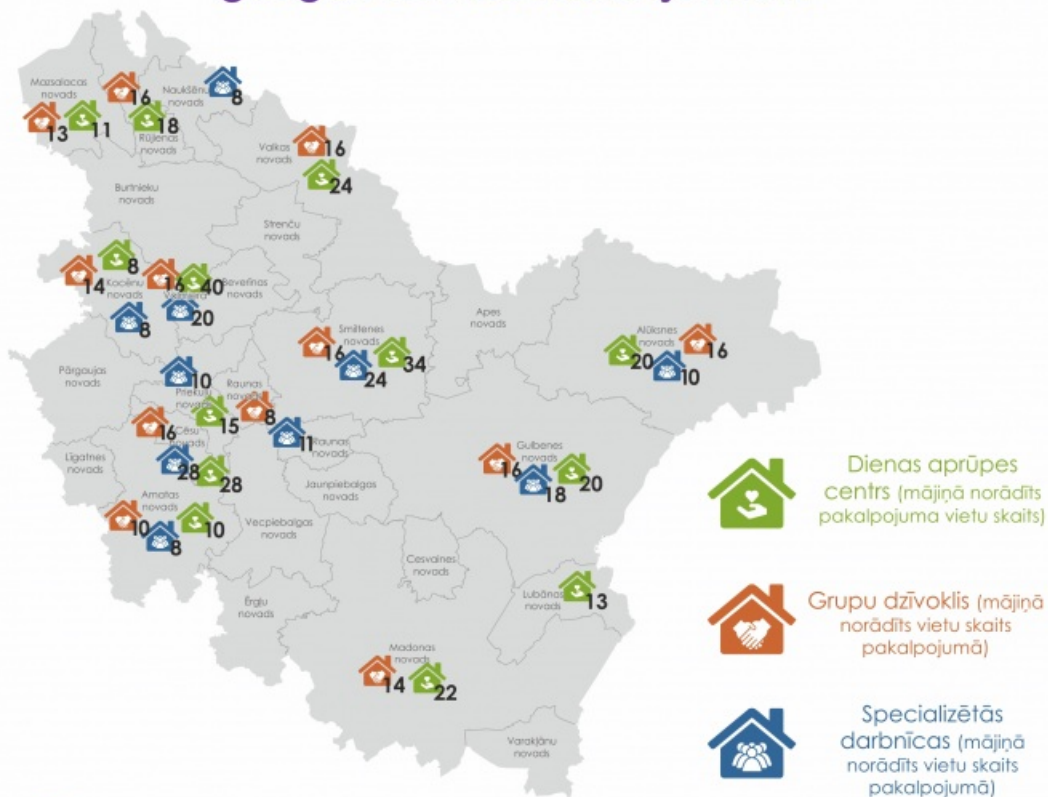 Mazsalacas
novads
16
Naukšēnu
novads
8
13
11
18
Rūjienas
novads
Valkas
novads
16
24
Burtnieku
novads
Strenču
novads
8
14
Kocēnu
novads
16
40
Valmiera
Beverīnas
novads
8
20
Apes
novads
Smiltenes
novads
16
34
24
Alūksnes
novads
20
16
10
Pārgaujas
novads
10
Raunas
novads
Priekuļu
novads
15
8
16
Cēsu
novads
11
Raunas
novads
Līgatnes
novads
28
28
Gulbenes
novads
16
18
20
Jaunpiebalgas
novads
Amatas
novads
10
8
10
Vecpiebalgas
novads
Cesvaines
novads
Lubānas
novads
13
Ērgļu
novads
Madonas
novads
14
22
Varakļānu
novads
Dienas aprūpes
centrs (mājiņā norādīts
pakalpojuma vietu skaits)
Grupu dzīvoklis (mājiņā
norādīts vietu skaits
pakalpojumā)
Specializētās
darbnīcas (mājiņā
norādīts vietu skaits
pakalpojumā)